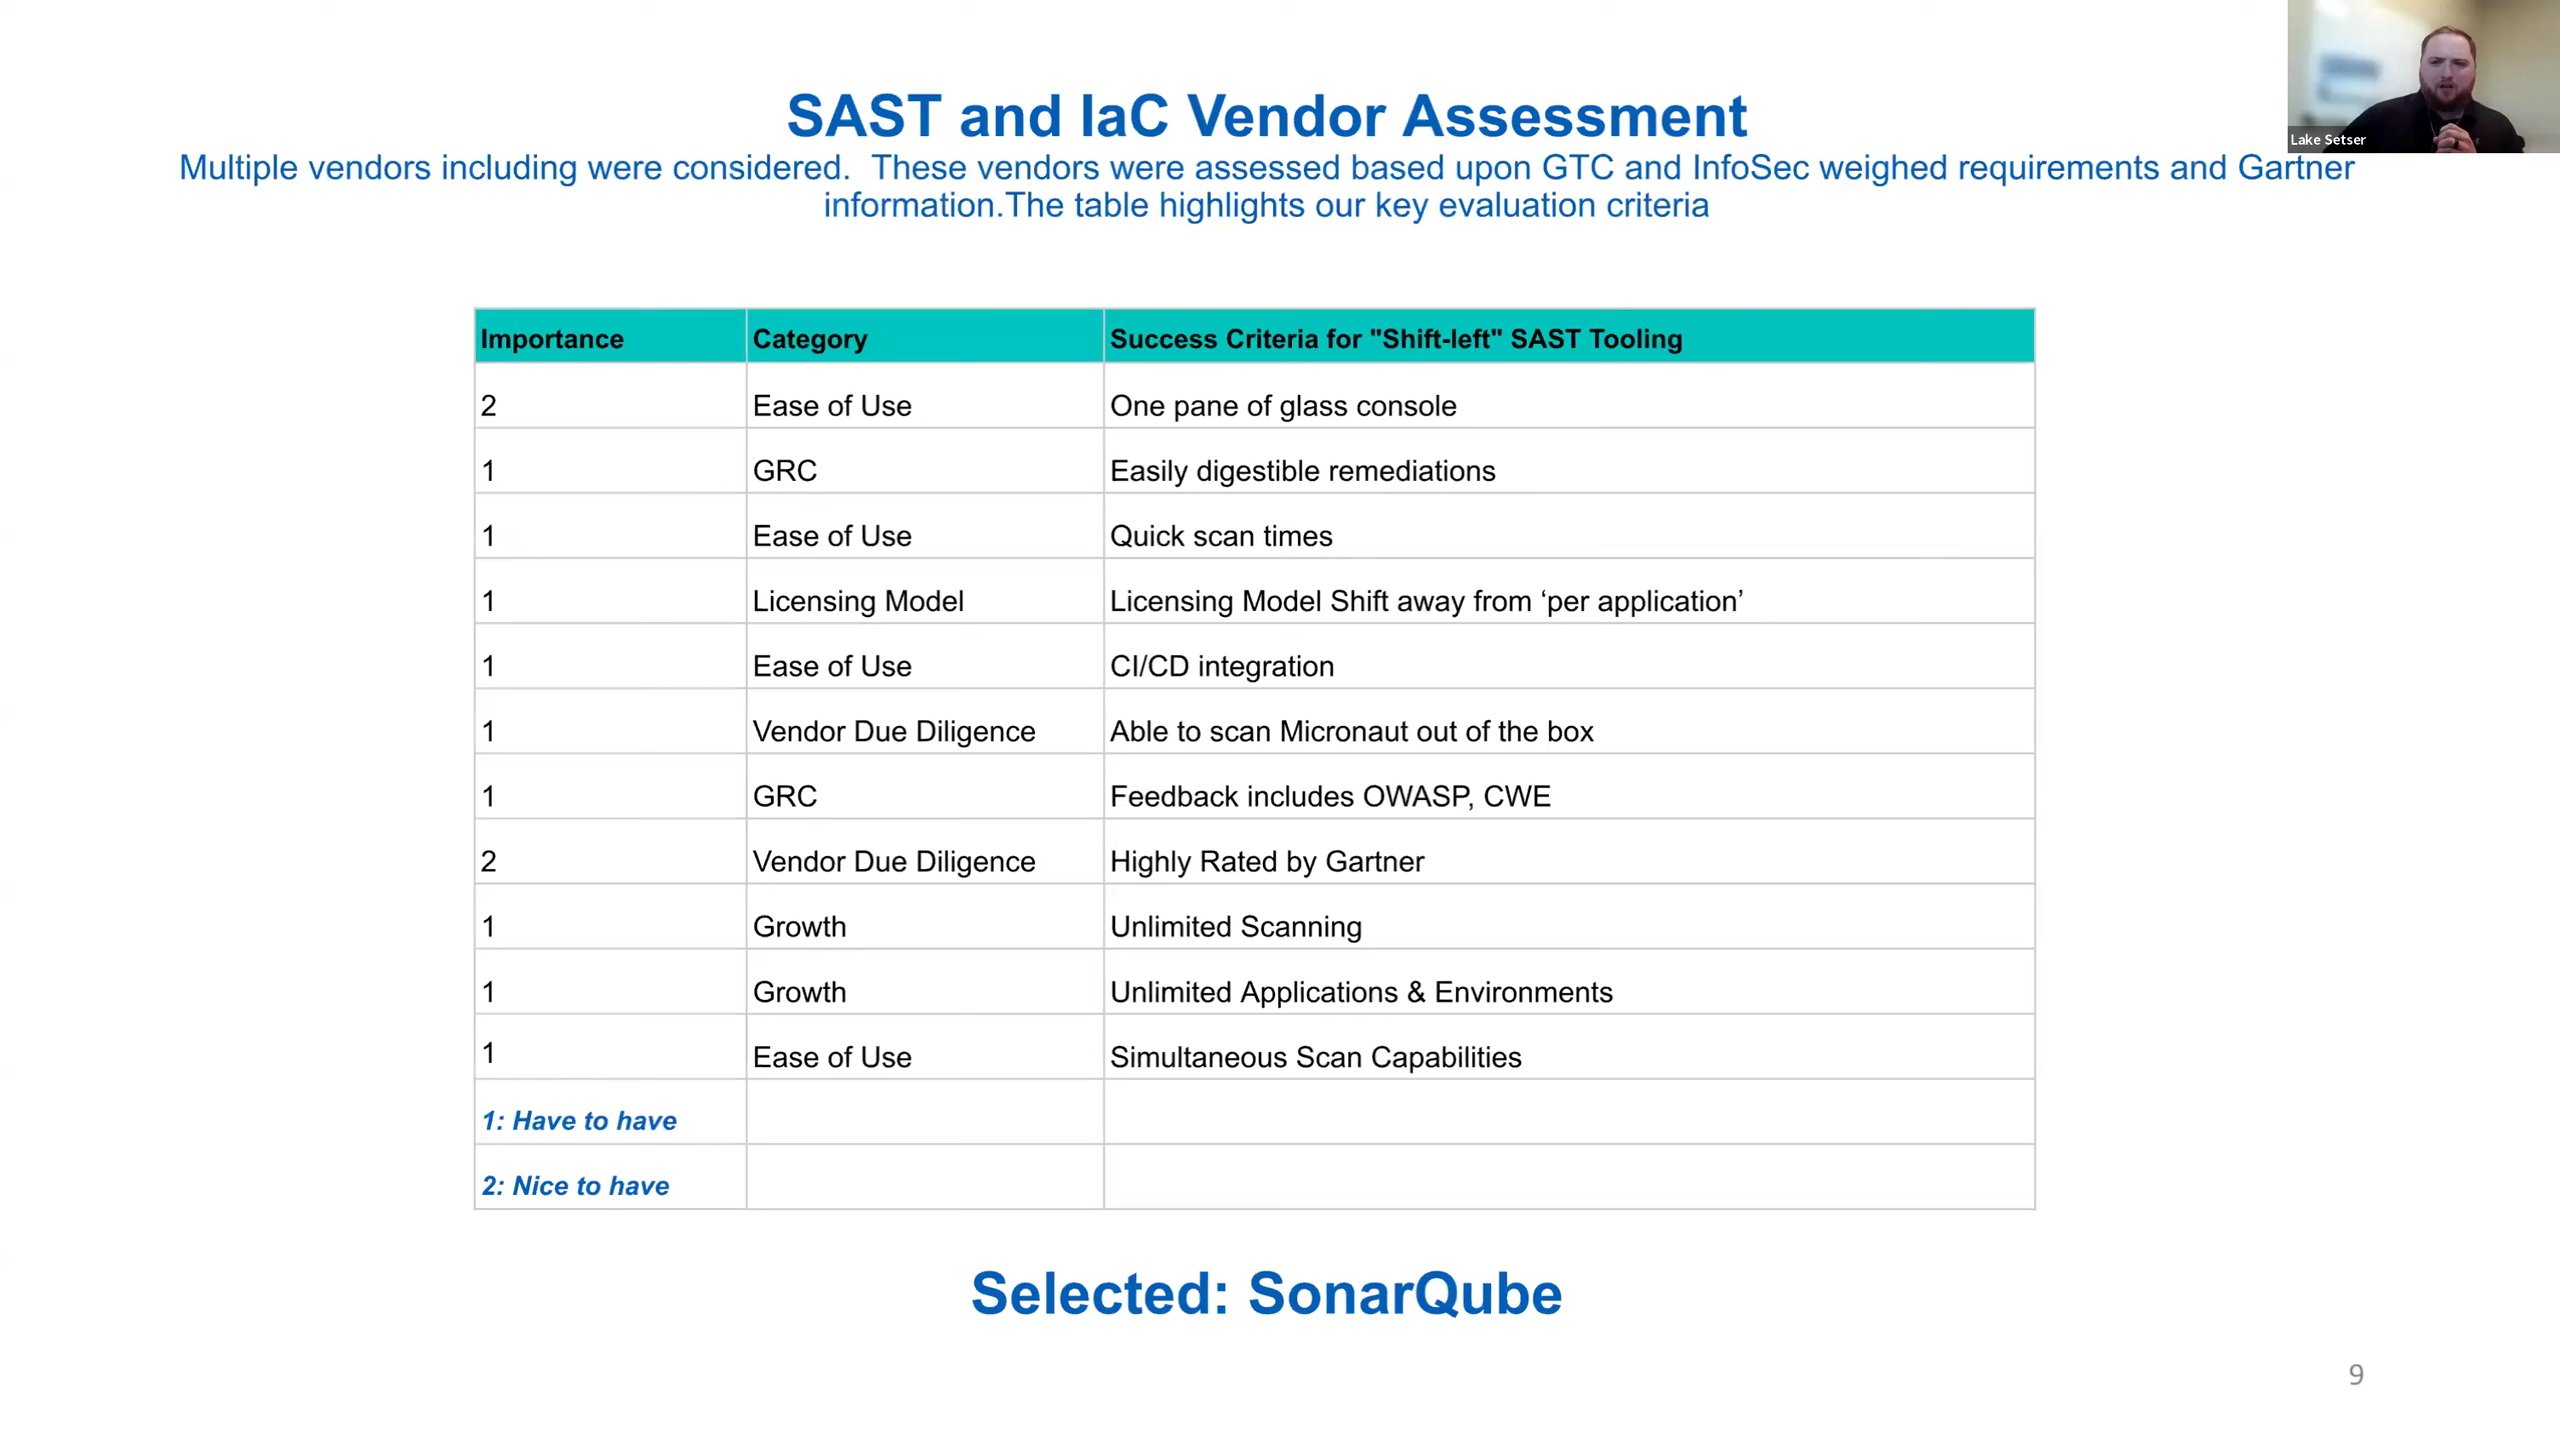 Lake Setser
SAST and IaC Vendor Assessment
Multiple vendors including were considered.  These vendors were assessed based upon GTC and InfoSec weighed requirements and Gartner
information.The table highlights our key evaluation criteria
Importance Category Success Criteria for "Shift-left" SAST Tooling
2 Ease of Use One pane of glass console
1 GRC Easily digestible remediations
1 Ease of Use Quick scan times
1 Licensing Model Licensing Model Shift away from ‘per application’
1 Ease of Use CI/CD integration
1 Vendor Due Diligence Able to scan Micronaut out of the box
1 GRC Feedback includes OWASP, CWE
2 Vendor Due Diligence Highly Rated by Gartner
1 Growth Unlimited Scanning
1 Growth Unlimited Applications & Environments
1 Ease of Use Simultaneous Scan Capabilities
1: Have to have
2: Nice to have
Selected: SonarQube
9